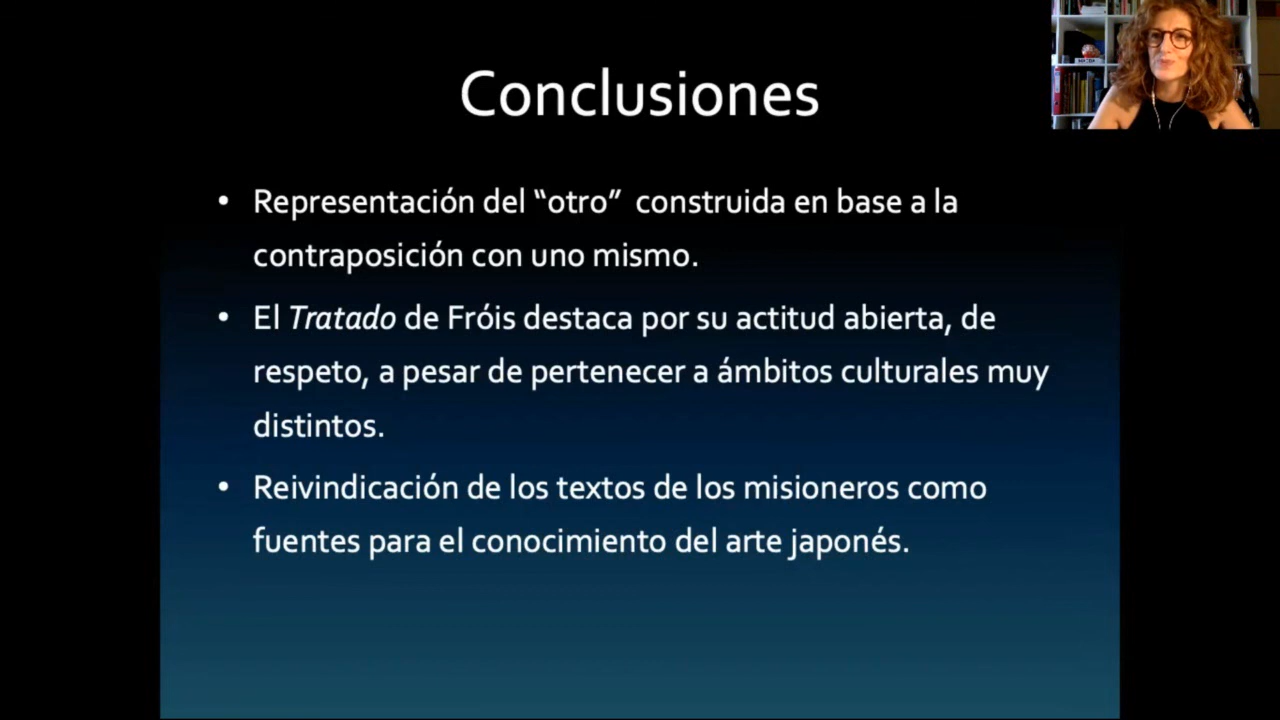 Conclusiones
• Representación del “otro” construida en base a la
contraposición con uno mismo.
• El Tratado de Fróis destaca por su actitud abierta, de
respeto, a pesar de pertenecer a ámbitos culturales muy
distintos.
• Reivindicación de los textos de los misioneros como
fuentes para el conocimiento del arte japonés.